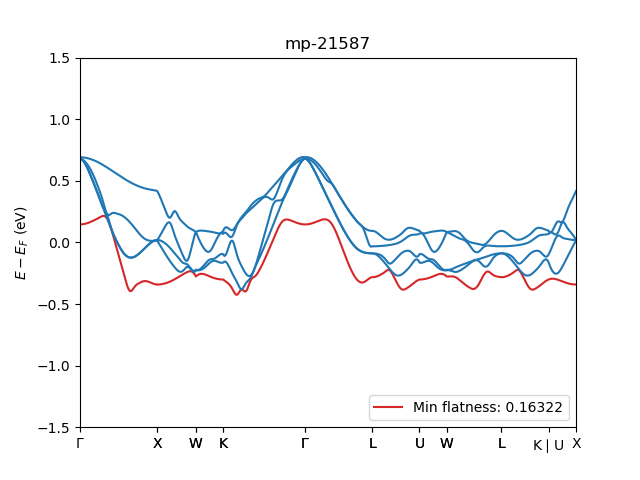 mp-21587
E − E_F (eV)
1.5
1.0
0.5
0.0
−0.5
−1.0
−1.5
Min flatness: 0.16322
Γ X W K Γ L U W L K | U X